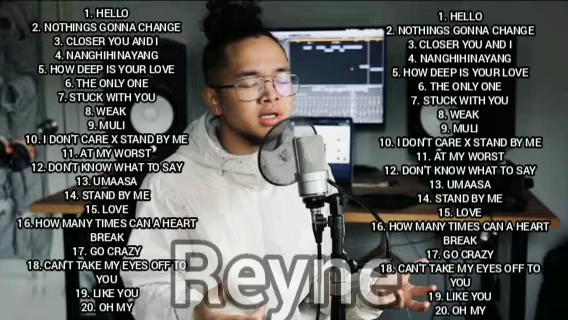 1. HELLO
2. NOTHINGS GONNA CHANGE
3. CLOSER YOU AND I
4. NANGHIHINAYANG
5. HOW DEEP IS YOUR LOVE
6. THE ONLY ONE
7. STUCK WITH YOU
8. WEAK
9. MULI
10. I DON'T CARE X STAND BY ME
11. AT MY WORST
12. DON'T KNOW WHAT TO SAY
13. UMAASA
14. STAND BY ME
15. LOVE
16. HOW MANY TIMES CAN A HEART
BREAK
17. GO CRAZY
18. CAN'T TAKE MY EYES OFF TO
YOU
19. LIKE YOU
20. OH MY
1. HELLO
2. NOTHINGS GONNA CHANGE
3. CLOSER YOU AND I
4. NANGHIHINAYANG
5. HOW DEEP IS YOUR LOVE
6. THE ONLY ONE
7. STUCK WITH YOU
8. WEAK
9. MULI
10. I DON'T CARE X STAND BY ME
11. AT MY WORST
12. DON'T KNOW WHAT TO SAY
13. UMAASA
14. STAND BY ME
15. LOVE
16. HOW MANY TIMES CAN A HEART
BREAK
17. GO CRAZY
18. CAN'T TAKE MY EYES OFF TO
YOU
19. LIKE YOU
20. OH MY
Reyne